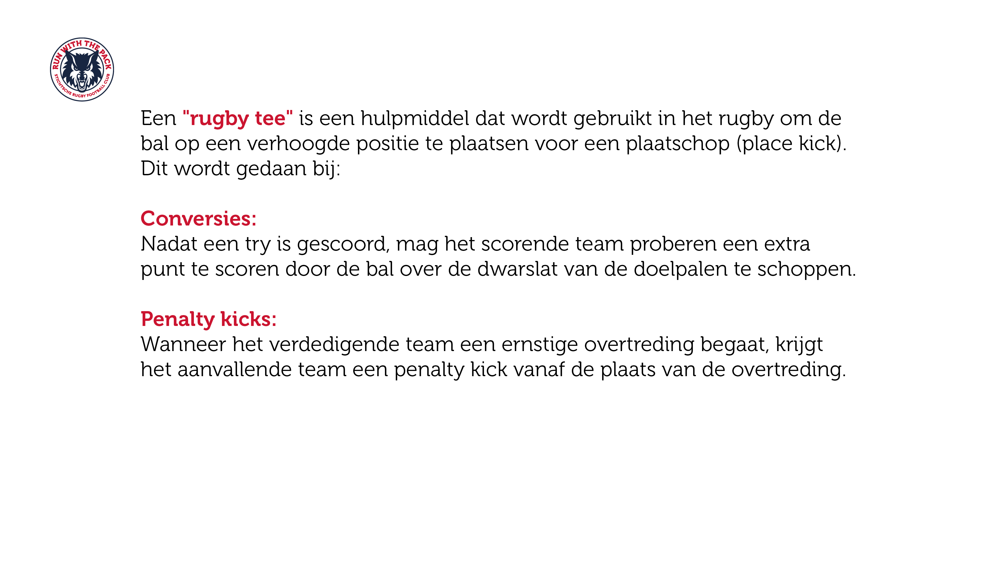 RUN WITH THE PACK
STICHTSCHE RUGBY FOOTBALL CLUB
Een "rugby tee" is een hulpmiddel dat wordt gebruikt in het rugby om de
bal op een verhoogde positie te plaatsen voor een plaatschop (place kick).
Dit wordt gedaan bij:
Conversies:
Nadat een try is gescoord, mag het scorende team proberen een extra
punt te scoren door de bal over de dwarslat van de doelpalen te schoppen.
Penalty kicks:
Wanneer het verdedigende team een ernstige overtreding begaat, krijgt
het aanvallende team een penalty kick vanaf de plaats van de overtreding.